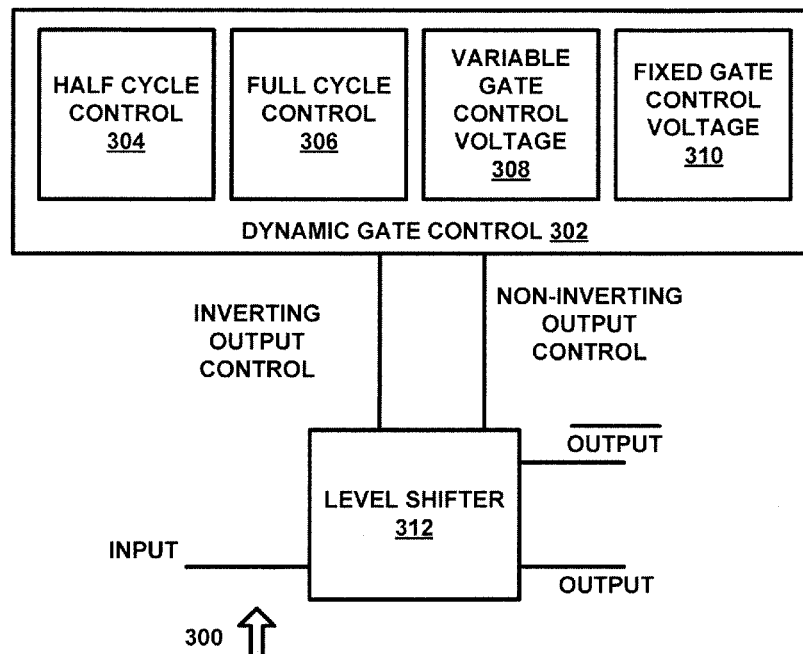 HALF CYCLE
CONTROL
304
FULL CYCLE
CONTROL
306
VARIABLE
GATE
CONTROL
VOLTAGE
308
FIXED GATE
CONTROL
VOLTAGE
310
DYNAMIC GATE CONTROL 302
INVERTING
OUTPUT
CONTROL
NON-INVERTING
OUTPUT
CONTROL
OUTPUT
LEVEL SHIFTER
312
INPUT
OUTPUT
300